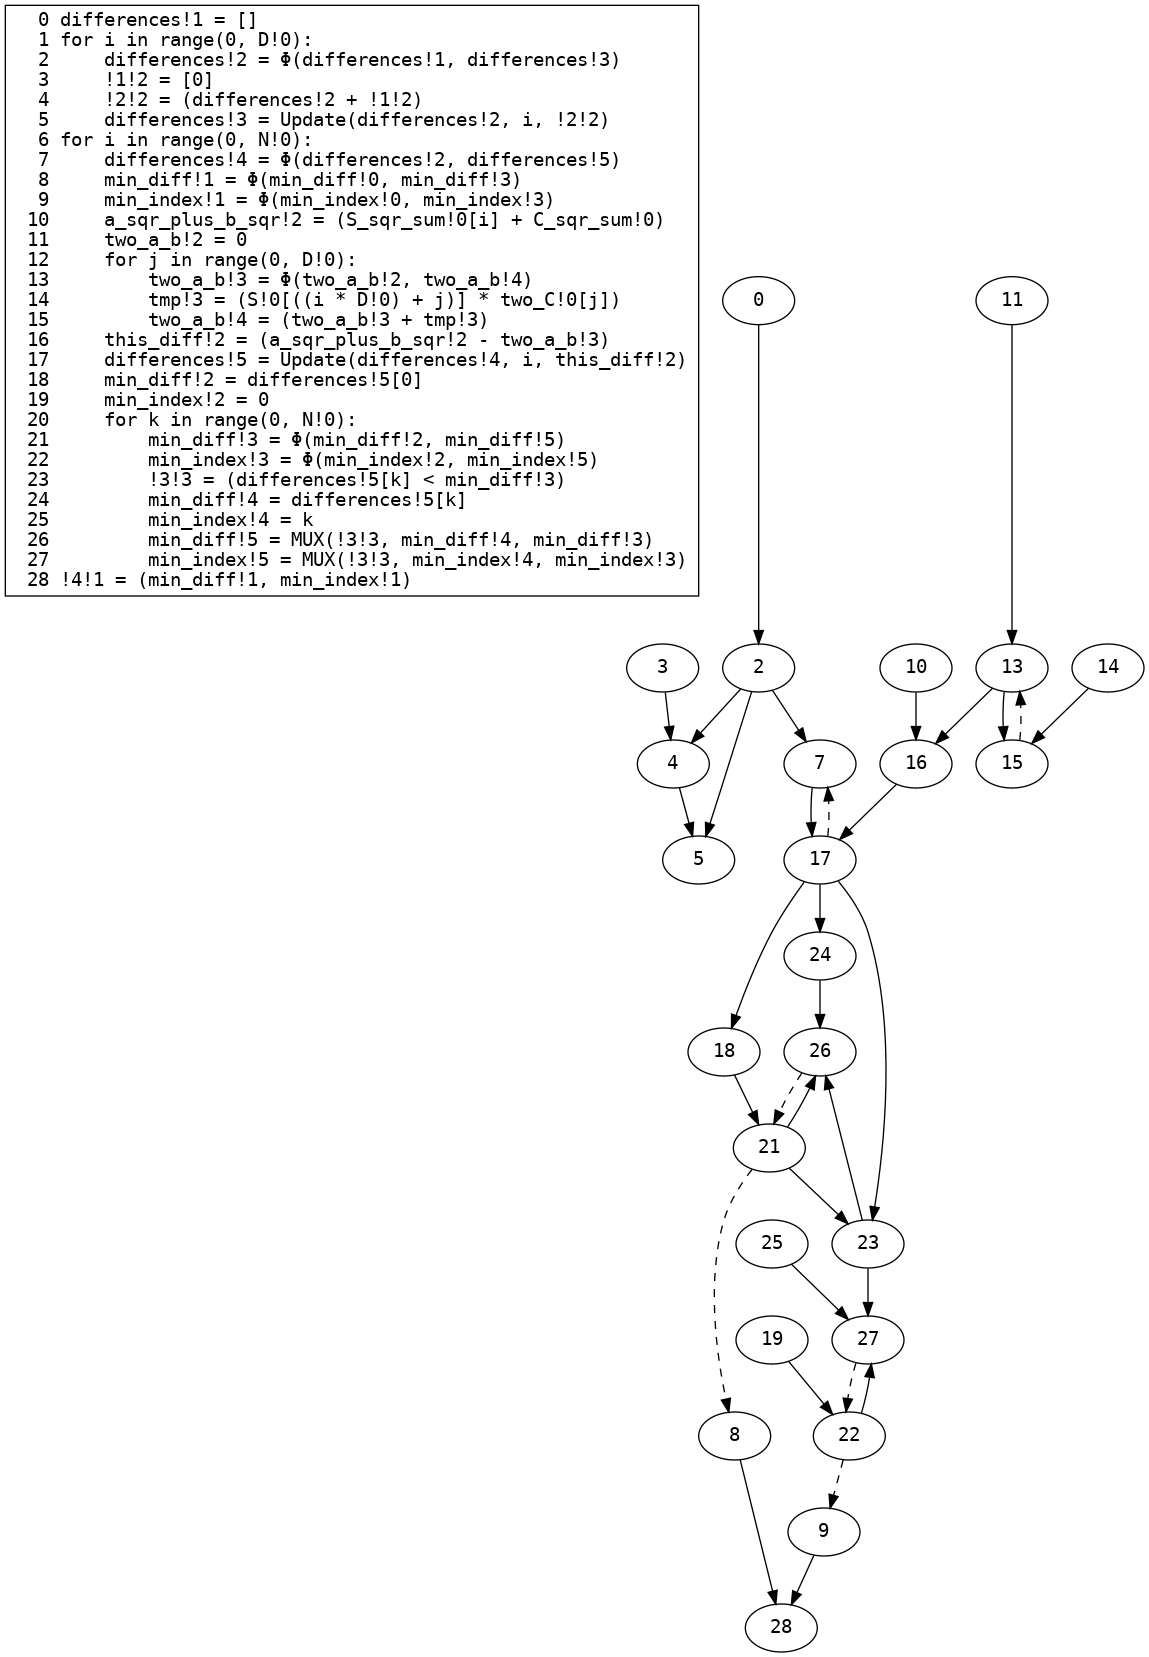 0 differences!1 = []
1 for i in range(0, D!0):
2     differences!2 = Φ(differences!1, differences!3)
3     !1!2 = [0]
4     !2!2 = (differences!2 + !1!2)
5     differences!3 = Update(differences!2, i, !2!2)
6 for i in range(0, N!0):
7     differences!4 = Φ(differences!2, differences!5)
8     min_diff!1 = Φ(min_diff!0, min_diff!3)
9     min_index!1 = Φ(min_index!0, min_index!3)
10     a_sqr_plus_b_sqr!2 = (S_sqr_sum!0[i] + C_sqr_sum!0)
11     two_a_b!2 = 0
12     for j in range(0, D!0):
13         two_a_b!3 = Φ(two_a_b!2, two_a_b!4)
14         tmp!3 = (S!0[((i * D!0) + j)] * two_C!0[j])
15         two_a_b!4 = (two_a_b!3 + tmp!3)
16     this_diff!2 = (a_sqr_plus_b_sqr!2 - two_a_b!3)
17     differences!5 = Update(differences!4, i, this_diff!2)
18     min_diff!2 = differences!5[0]
19     min_index!2 = 0
20     for k in range(0, N!0):
21         min_diff!3 = Φ(min_diff!2, min_diff!5)
22         min_index!3 = Φ(min_index!2, min_index!5)
23         !3!3 = (differences!5[k] < min_diff!3)
24         min_diff!4 = differences!5[k]
25         min_index!4 = k
26         min_diff!5 = MUX(!3!3, min_diff!4, min_diff!3)
27         min_index!5 = MUX(!3!3, min_index!4, min_index!3)
28 !4!1 = (min_diff!1, min_index!1)
0 11
3 2 10 13 14
4 7 16 15
5 17
24
18 26
21
25 23
19 27
8 22
9
28